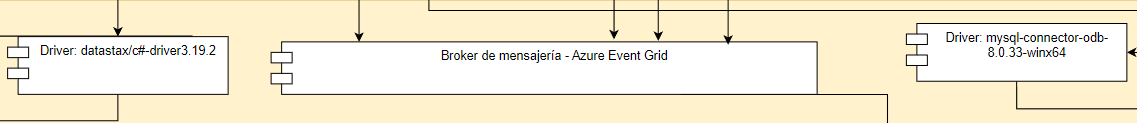 Driver: datastax/c#-driver3.19.2
Broker de mensajería - Azure Event Grid
Driver: mysql-connector-odb-
8.0.33-winx64